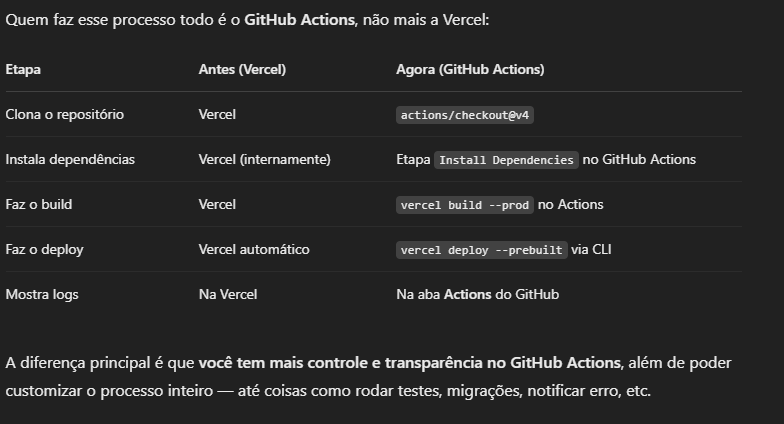 Quem faz esse processo todo é o GitHub Actions, não mais a Vercel:
Etapa Antes (Vercel) Agora (GitHub Actions)
Clona o repositório Vercel actions/checkout@v4
Instala dependências Vercel (internamente) Etapa Install Dependencies no GitHub Actions
Faz o build Vercel vercel build --prod no Actions
Faz o deploy Vercel automático vercel deploy --prebuilt via CLI
Mostra logs Na Vercel Na aba Actions do GitHub
A diferença principal é que você tem mais controle e transparência no GitHub Actions, além de poder
customizar o processo inteiro — até coisas como rodar testes, migrações, notificar erro, etc.